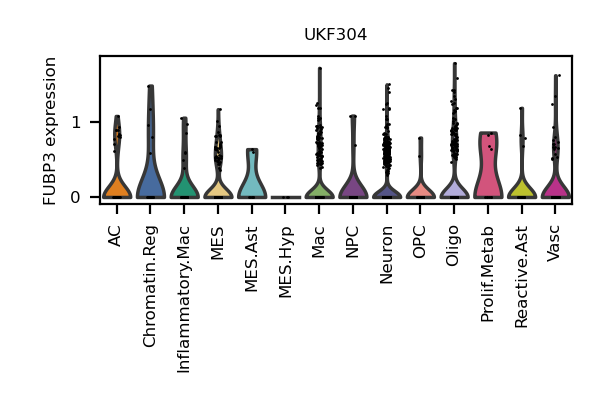 UKF304
FUBP3 expression
1
0
AC
Chromatin.Reg
Inflammatory.Mac
MES
MES.Ast
MES.Hyp
Mac
NPC
Neuron
OPC
Oligo
Prolif.Metab
Reactive.Ast
Vasc